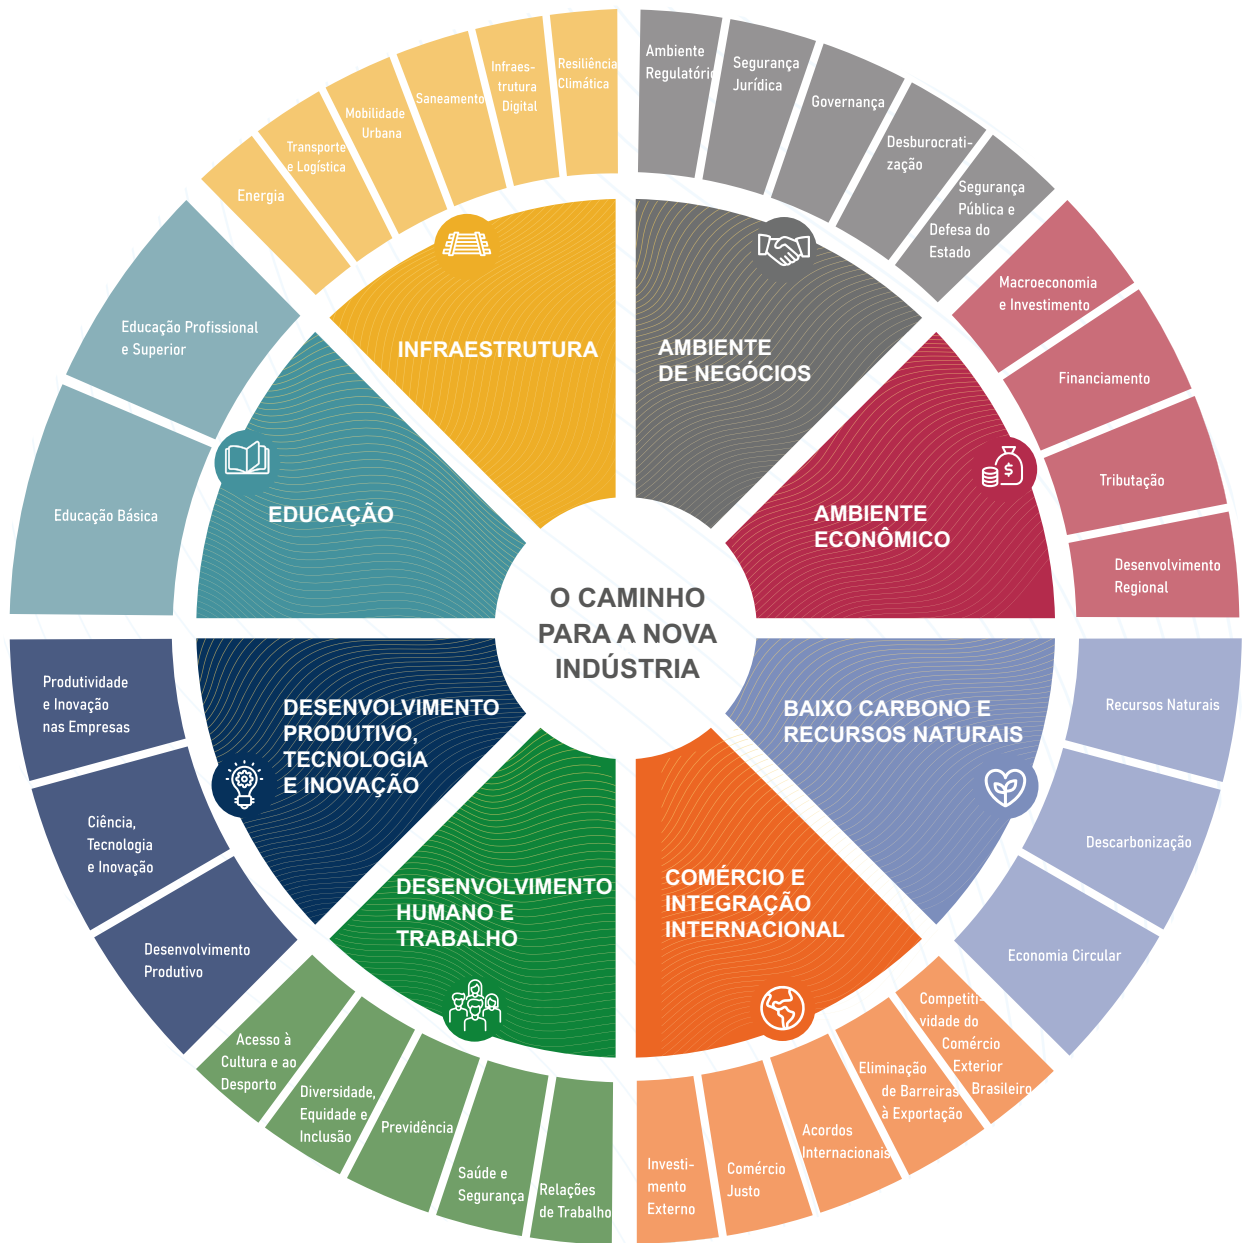 O CAMINHO
PARA A NOVA
INDÚSTRIA
AMBIENTE
DE NEGÓCIOS
Ambiente
Regulatório
Segurança
Jurídica
Governança
Desburocrati-
zação
Segurança
Pública e
Defesa do
Estado
AMBIENTE
ECONÔMICO
Macroeconomia
e Investimento
Financiamento
Tributação
Desenvolvimento
Regional
BAIXO CARBONO E
RECURSOS NATURAIS
Recursos Naturais
Descarbonização
Economia Circular
COMÉRCIO E
INTEGRAÇÃO
INTERNACIONAL
Competiti-
vidade do
Comércio
Exterior
Brasileiro
Eliminação
de Barreiras
à Exportação
Acordos
Internacionais
Comércio
Justo
Investi-
mento
Externo
DESENVOLVIMENTO
HUMANO E
TRABALHO
Relações
de Trabalho
Saúde e
Segurança
Previdência
Diversidade,
Equidade e
Inclusão
Acesso à
Cultura e ao
Desporto
DESENVOLVIMENTO
PRODUTIVO,
TECNOLOGIA
E INOVAÇÃO
Desenvolvimento
Produtivo
Ciência,
Tecnologia
e Inovação
Produtividade
e Inovação
nas Empresas
EDUCAÇÃO
Educação Básica
Educação Profissional
e Superior
INFRAESTRUTURA
Energia
Transporte
e Logística
Mobilidade
Urbana
Saneamento
Infraes-
trutura
Digital
Resiliência
Climática
$